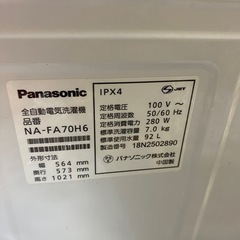 Panasonic
全自動電気洗濯機
品番
NA-FA70H6
外形寸法
幅 564 mm
奥行 573 mm
高さ 1021 mm
IPX4
JET
定格電圧 100 V~
定格周波数 50/60 Hz
定格消費電力 280 W
標準洗濯容量 7.0 kg
標準使用水量 92 L
製造番号 18N2502890
パナソニック株式会社
中国製